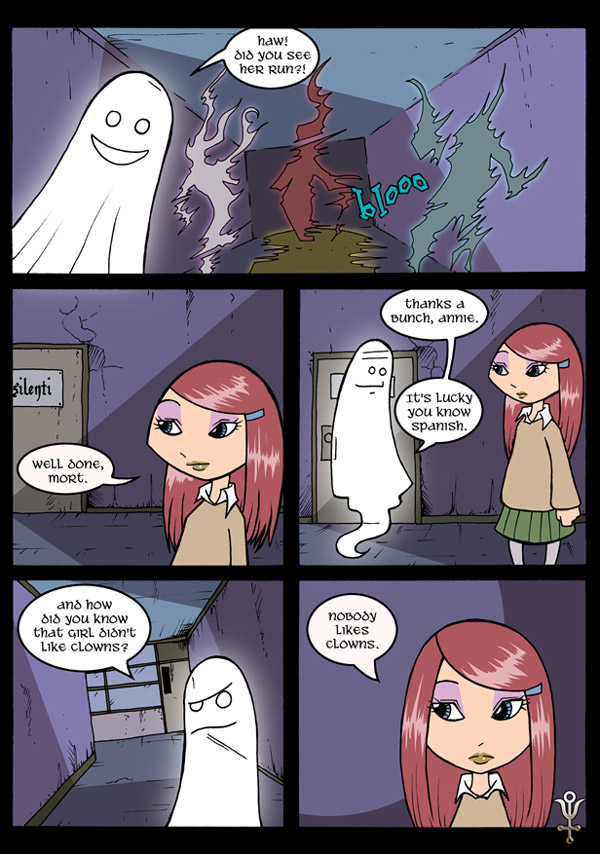 Haw!
Did you see
her run?!
blooo
silenti
Well done,
Mort.
Thanks a
bunch, Annie.
It's lucky
you know
Spanish.
And how
did you know
that girl didn't
like clowns?
Nobody
likes
clowns.